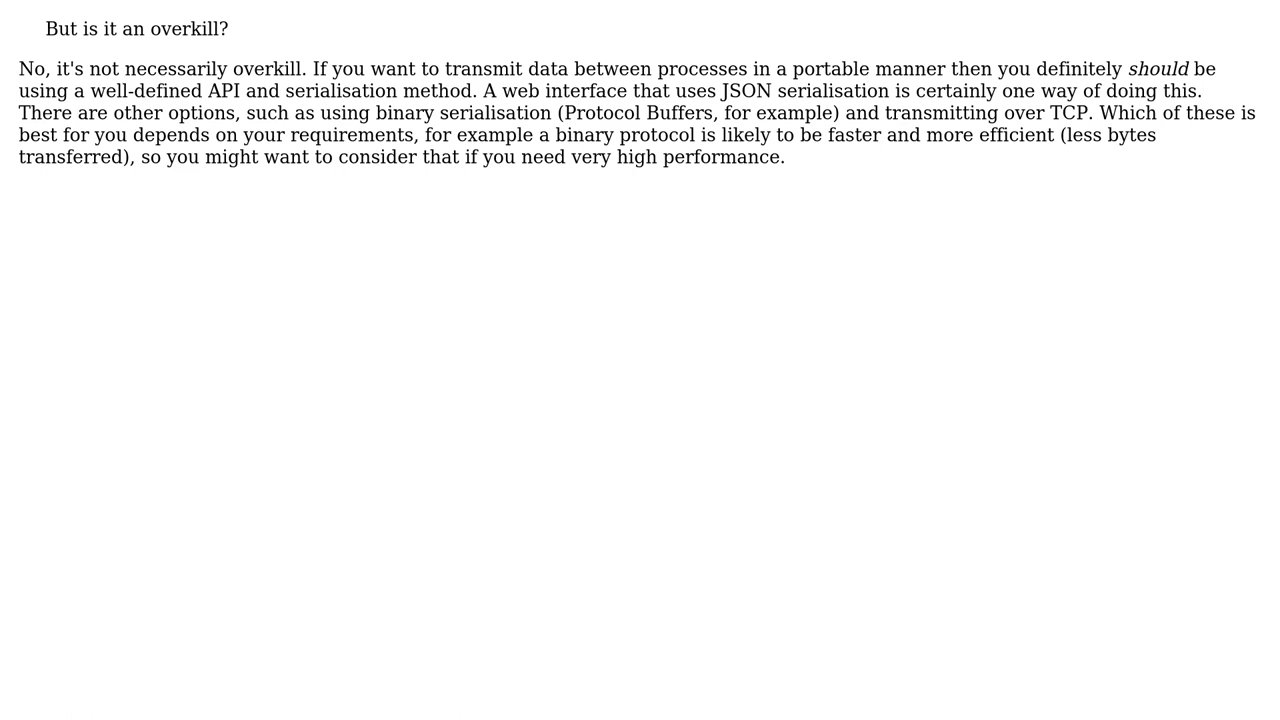 But is it an overkill?
No, it's not necessarily overkill. If you want to transmit data between processes in a portable manner then you definitely should be
using a well-defined API and serialisation method. A web interface that uses JSON serialisation is certainly one way of doing this.
There are other options, such as using binary serialisation (Protocol Buffers, for example) and transmitting over TCP. Which of these is
best for you depends on your requirements, for example a binary protocol is likely to be faster and more efficient (less bytes
transferred), so you might want to consider that if you need very high performance.